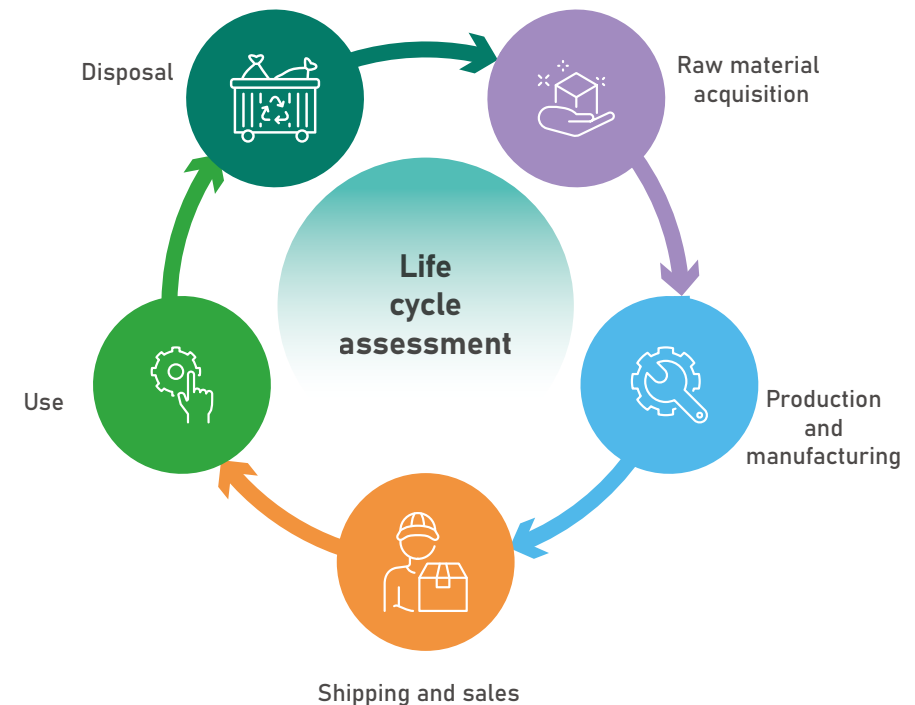 Disposal
Raw material
acquisition
Life
cycle
assessment
Use
Production
and
manufacturing
Shipping and sales